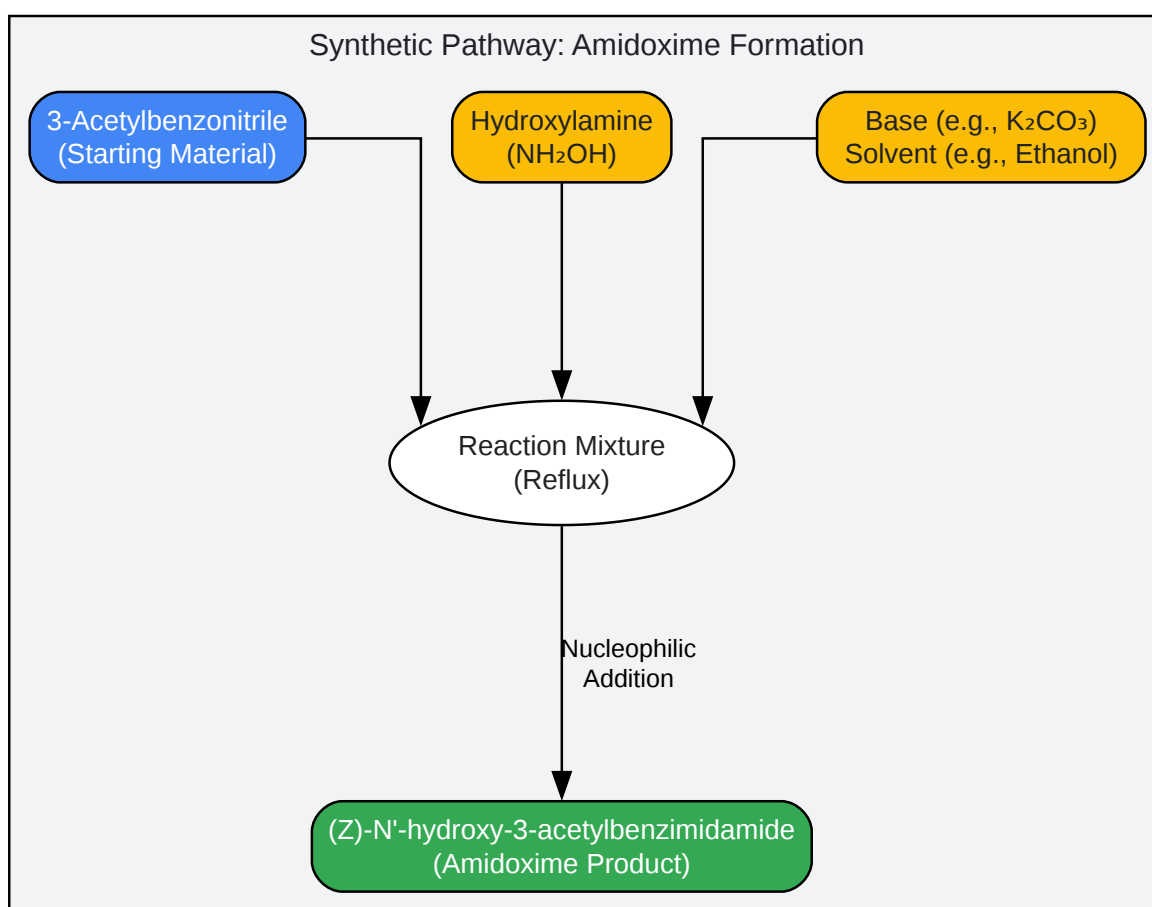 Synthetic Pathway: Amidoxime Formation
3-Acetylbenzonitrile
(Starting Material)
Hydroxylamine
(NH₂OH)
Base (e.g., K₂CO₃)
Solvent (e.g., Ethanol)
Reaction Mixture
(Reflux)
Nucleophilic
Addition
(Z)-N'-hydroxy-3-acetylbenzimidamide
(Amidoxime Product)